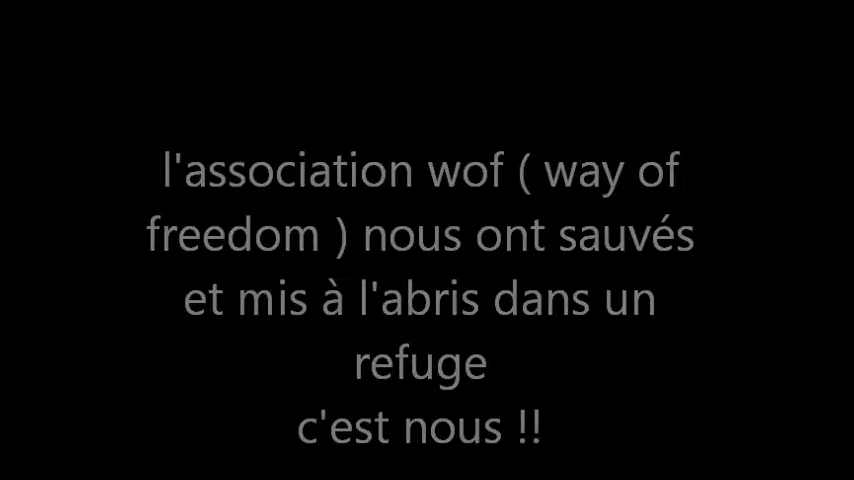 l'association wof ( way of
freedom ) nous ont sauvés
et mis à l'abris dans un
refuge
c'est nous !!